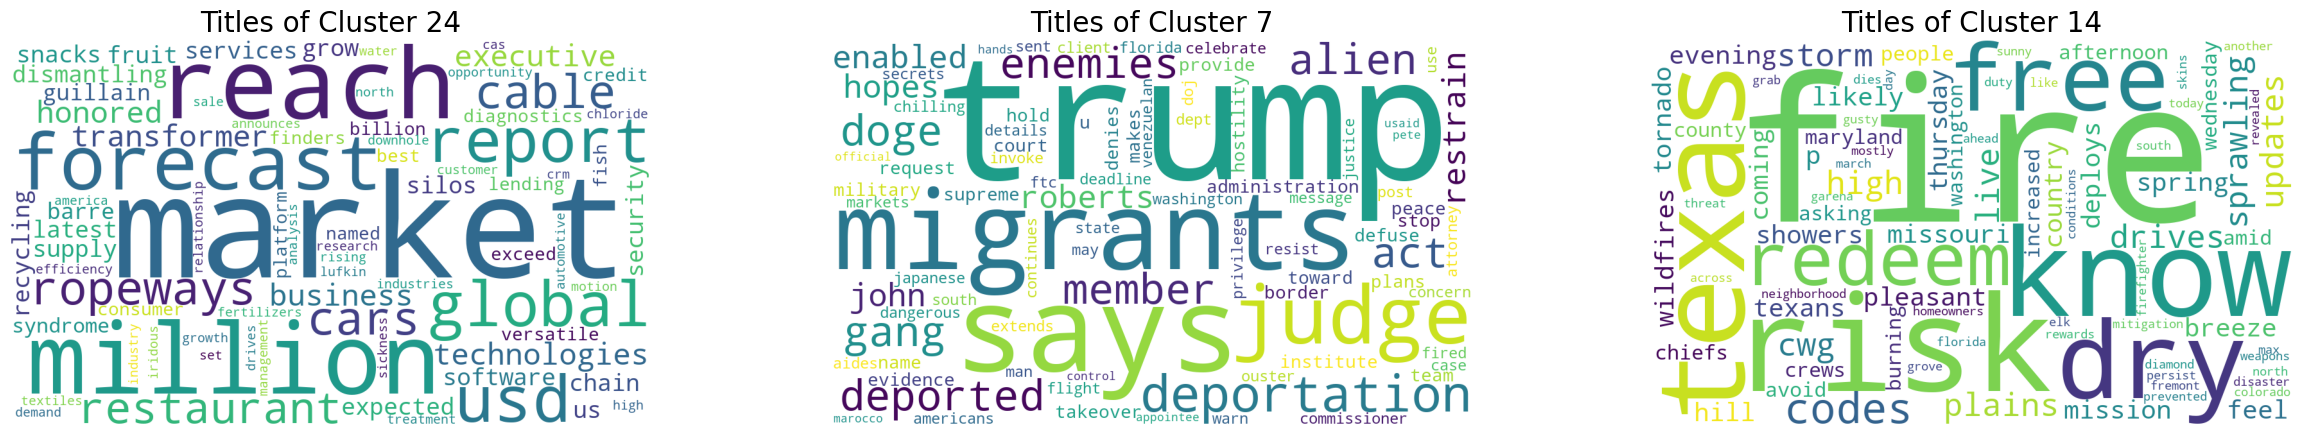 Titles of Cluster 24
snacks fruit services grow water cas executive
dismantling reach opportunity credit
guillain sale north cable chloride
honored announces diagnostics
transformer finders billion downhole report
forecast best customer fish
silos lending crm security
recycling america barre latest supply relationship platform analysis named research rising lufkin exceed automotive
efficiency market industries motion
ropeways business global
consumer fertilizers cars
syndrome versatile
million industry iridous growth set drives management sickness technologies
software chain
textiles restaurant expected usd us high
demand treatment
Titles of Cluster 7
enabled hands sent client florida celebrate alien use
secrets enemies provide
hopes chilling trump doj restrain
doge hold details court u denies makes venezuelan dept hostility justice usaid pete
official invoke
request deadline
military ftc administration
markets supreme roberts washington message post peace
migrants state may privilege resist stop defuse act attorney
japanese continues toward
john south member border plans concern
dangerous
gang extends says judge
aides name institute fired case
evidence man control ouster team
deported flight deportation
takeover
marocco americans appointee warn commissioner
Titles of Cluster 14
evening storm people sunny afternoon another
grab dies day free duty like skins revealed
tornado texas likely today wednesday sprawling updates
county gusty fire
coming maryland thursday washington ahead live country deploys south
p mostly
high march increased conditions spring
threat garena asking
wildfires showers missouri drives amid
across redeem know firefighter
neighborhood pleasant
texans homeowners elk mitigation breeze
risk rewards
chiefs cwg burning florida dry max weapons
crews grove diamond north
avoid persist disaster
fremont colorado
hill codes plains mission prevented feel